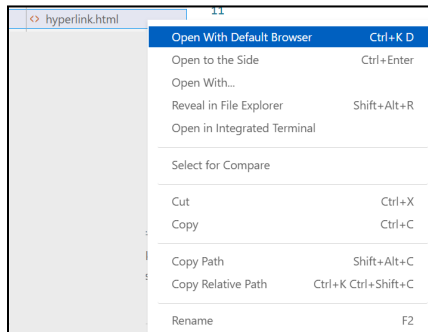 <> hyperlink.html
11
Open With Default Browser Ctrl+K D
Open to the Side Ctrl+Enter
Open With...
Reveal in File Explorer Shift+Alt+R
Open in Integrated Terminal
Select for Compare
Cut Ctrl+X
Copy Ctrl+C
Copy Path Shift+Alt+C
Copy Relative Path Ctrl+K Ctrl+Shift+C
Rename F2